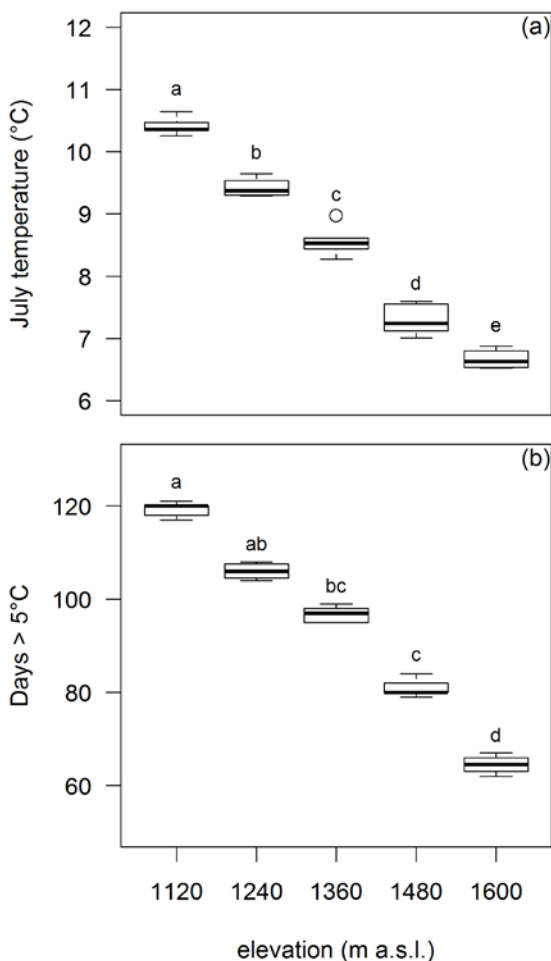 (a)
July temperature (°C)
12
11
10
9
8
7
6
a
b
c
d
e
(b)
Days > 5°C
120
100
80
60
a
ab
bc
c
d
1120 1240 1360 1480 1600
elevation (m a.s.l.)